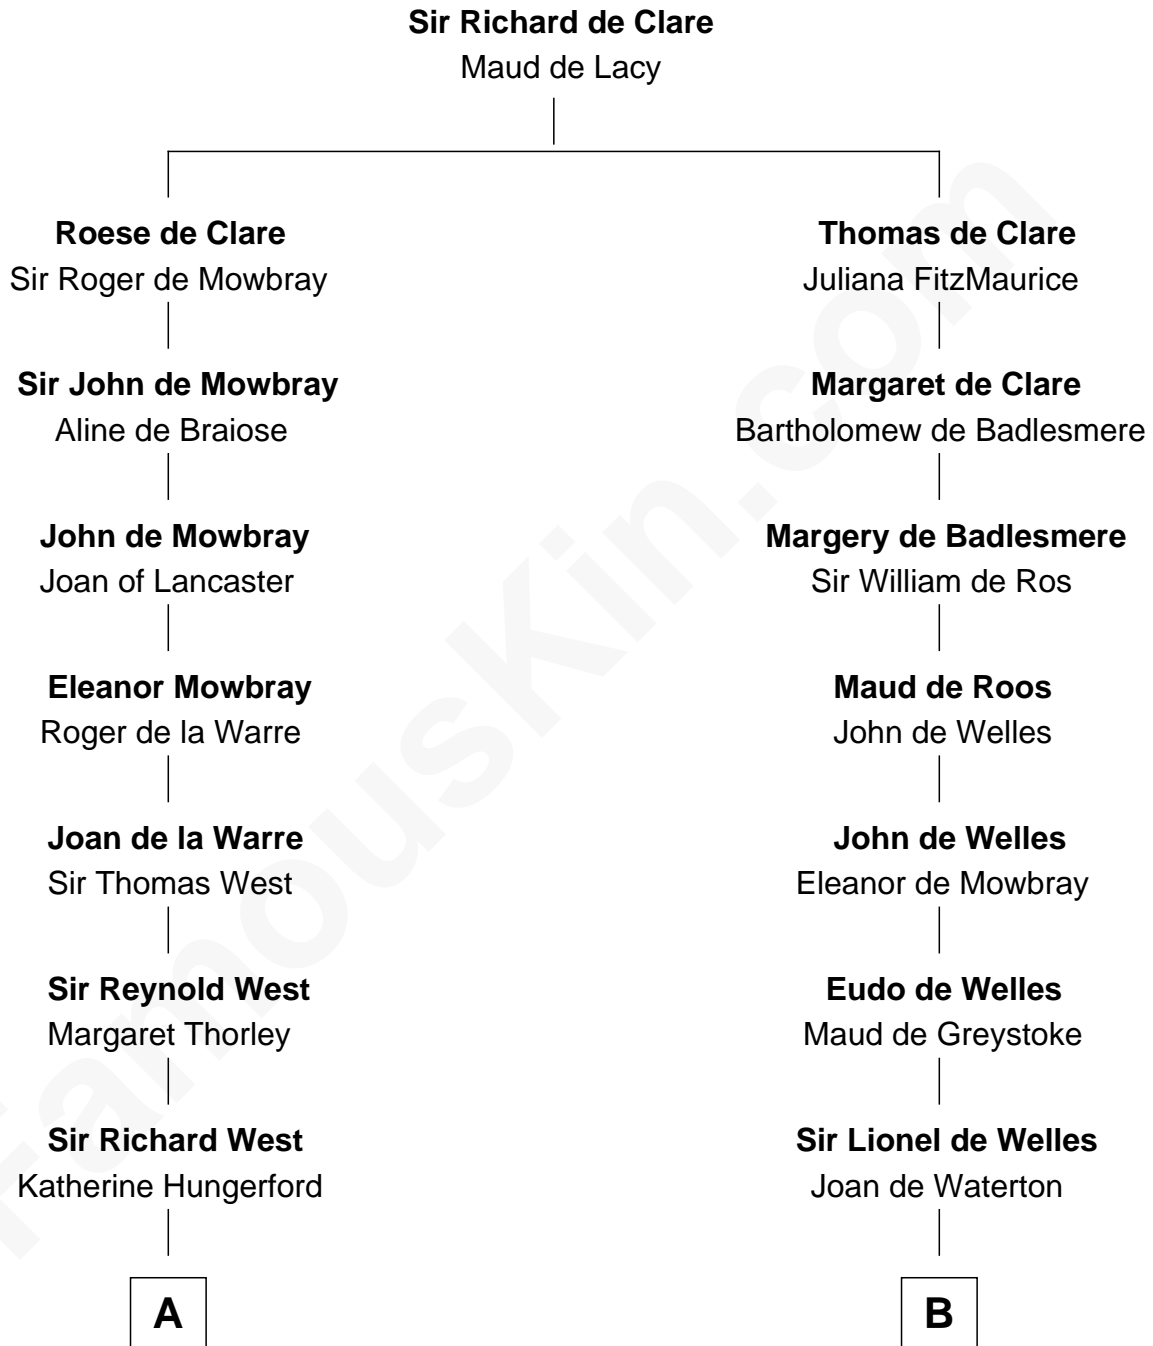 Sir Richard de Clare
Maud de Lacy
Roese de Clare
Sir Roger de Mowbray
Thomas de Clare
Juliana FitzMaurice
Sir John de Mowbray
Aline de Braiose
Margaret de Clare
Bartholomew de Badlesmere
John de Mowbray
Joan of Lancaster
Margery de Badlesmere
Sir William de Ros
Eleanor Mowbray
Roger de la Warre
Maud de Roos
John de Welles
Joan de la Warre
Sir Thomas West
John de Welles
Eleanor de Mowbray
Sir Reynold West
Margaret Thorley
Eudo de Welles
Maud de Greystoke
Sir Richard West
Katherine Hungerford
Sir Lionel de Welles
Joan de Waterton
A
B
FamousKin.com